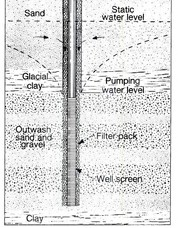 Sand
Static
water level
Glacial
clay
Pumping
water level
Outwash
sand and
gravel
Filter pack
Well screen
Clay